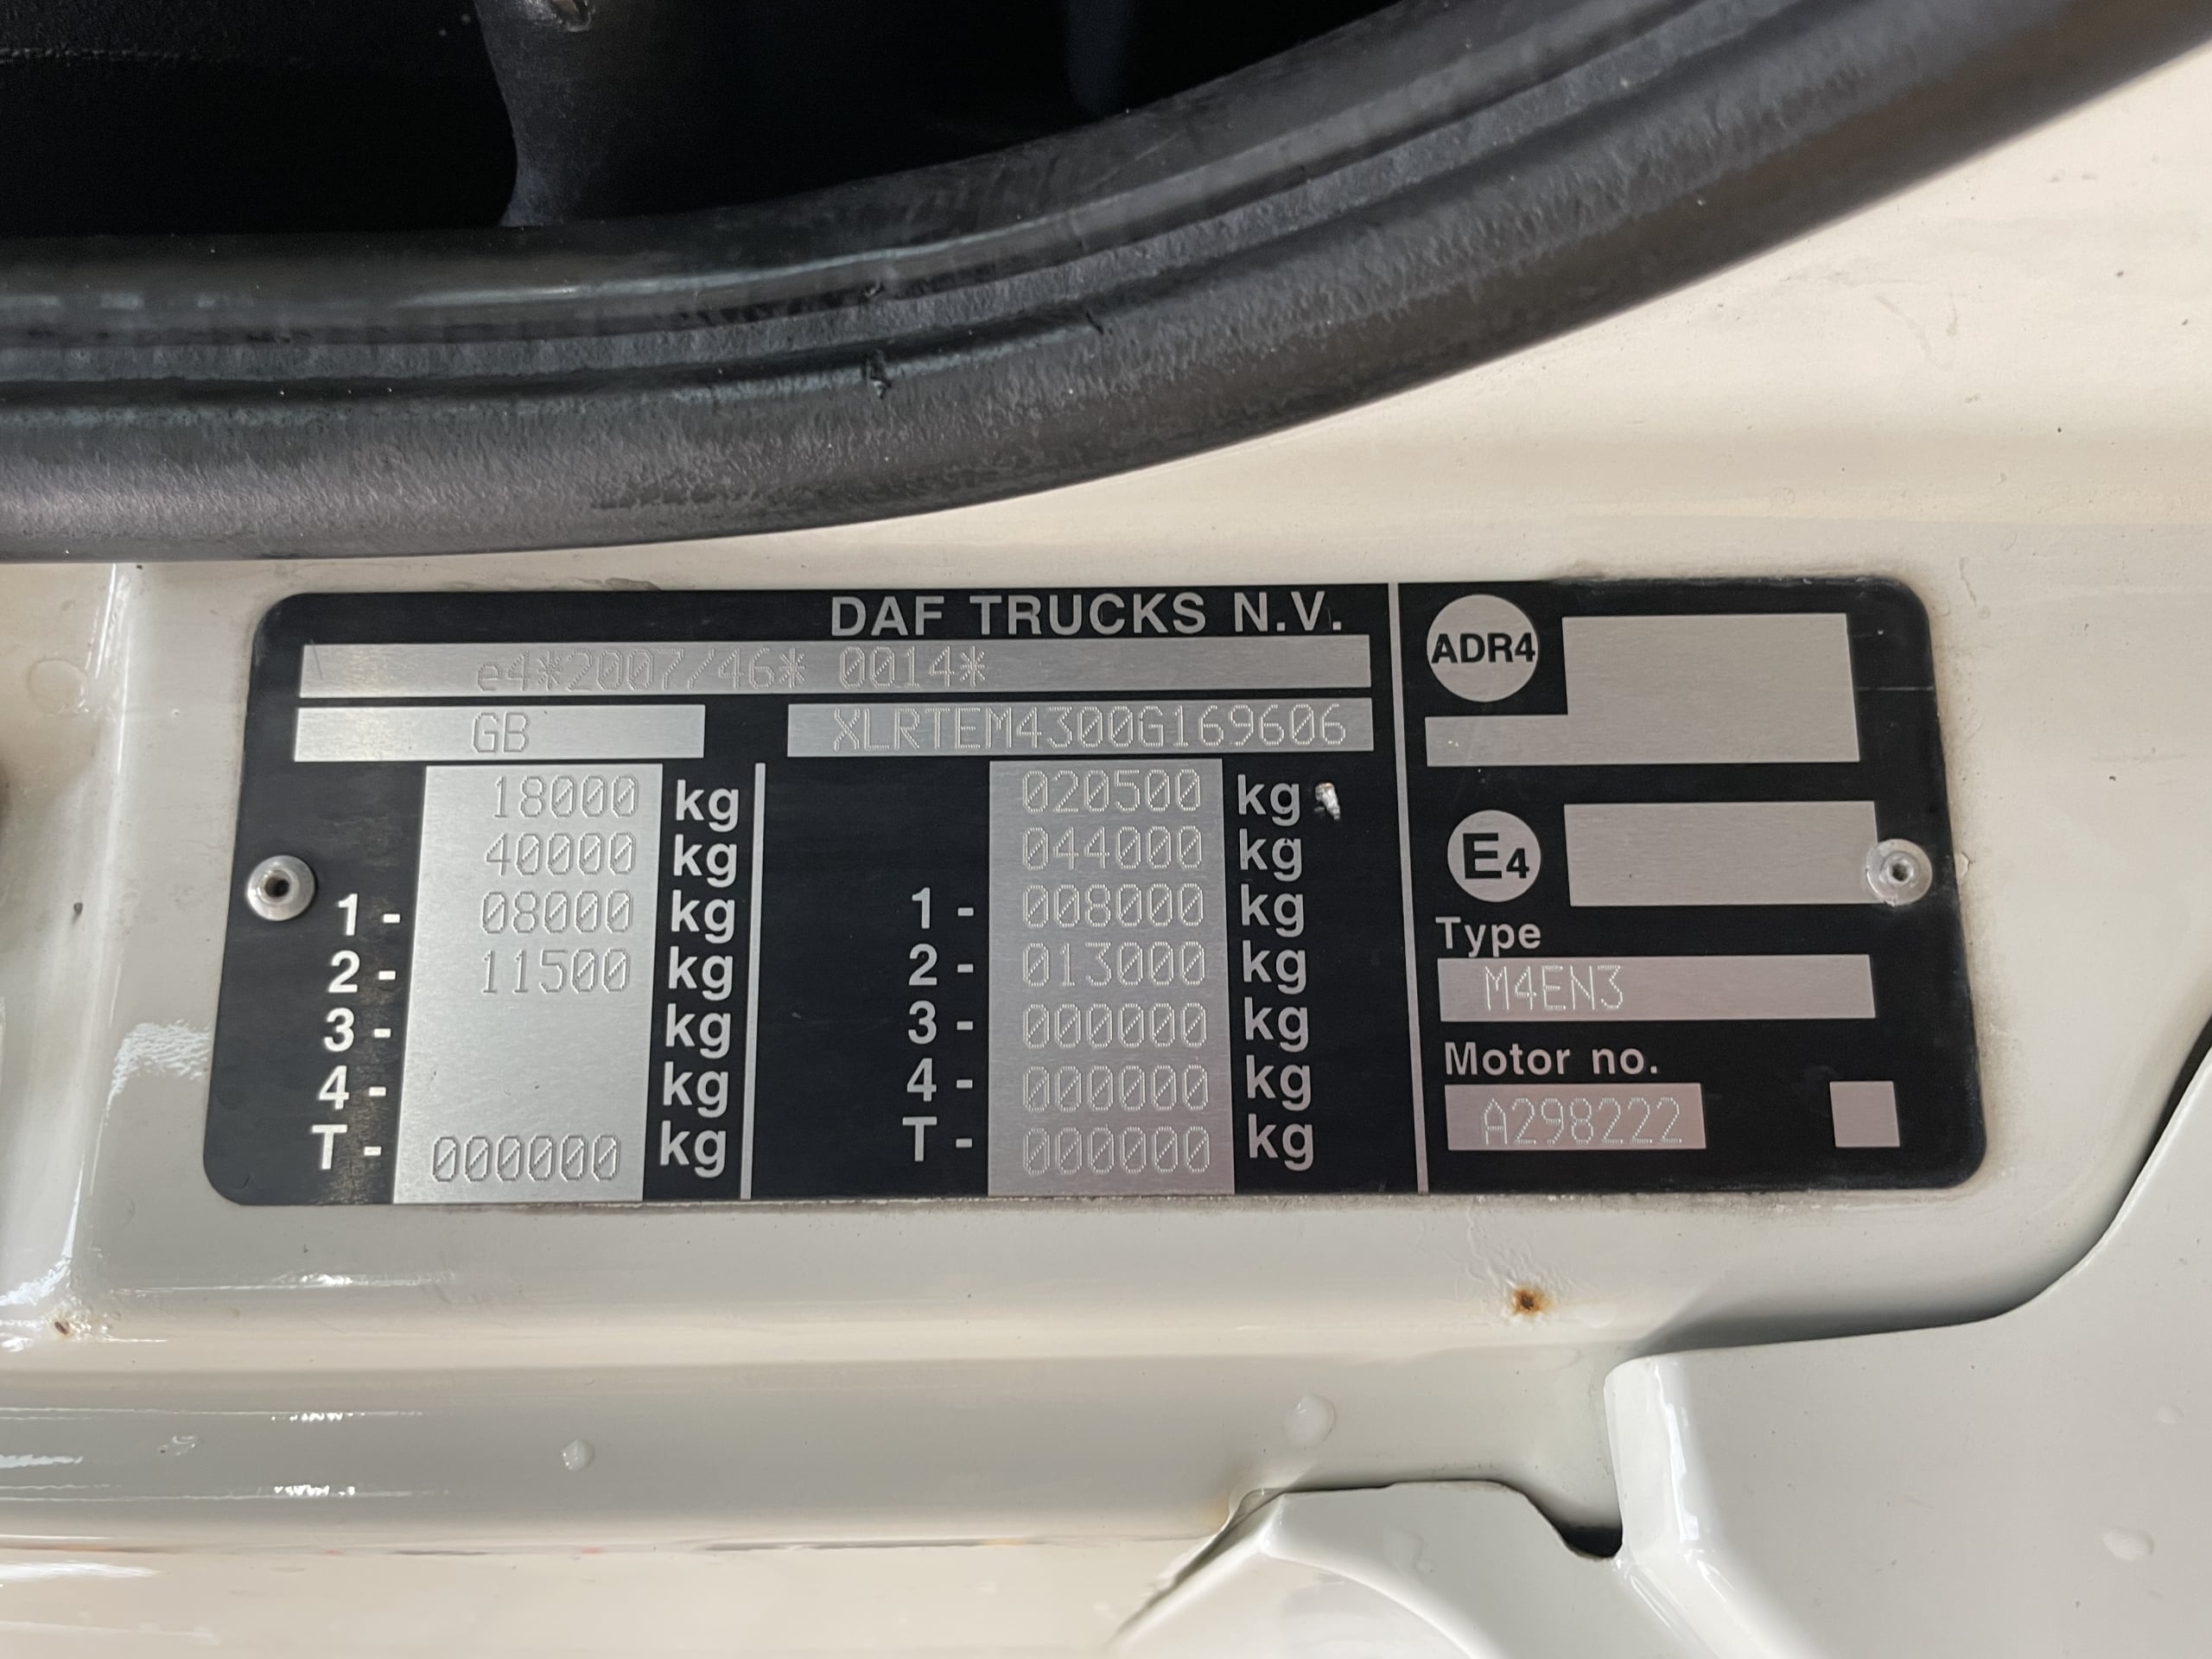 DAF TRUCKS N.V.
e4*2007/46* 0014*
GB XLRTEM4300G169606
18000 kg 020500 kg
40000 kg 044000 kg
1- 08000 kg 1- 008000 kg
2- 11500 kg 2- 013000 kg
3- kg 3- 000000 kg
4- kg 4- 000000 kg
T- 000000 kg T- 000000 kg
ADR4
E4
Type
M4EN3
Motor no.
A298222